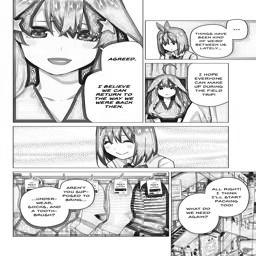 ...
THINGS HAVE
BEEN KIND
OF WEIRD
BETWEEN US,
LATELY...
I HOPE
EVERYONE
CAN MAKE
UP DURING
THE FIELD
TRIP!
AGREED.
I BELIEVE
WE CAN
RETURN TO
THE WAY WE
WERE BACK
THEN.
ALL RIGHT! I
THINK I'LL
START
PACKING
TOO!
WHAT DO
WE NEED
AGAIN?
AREN'T
YOU SUP-
POSED TO
BRING...
...UNDER-
WEAR,
SOCKS, AND
A TOOTH-
BRUSH?